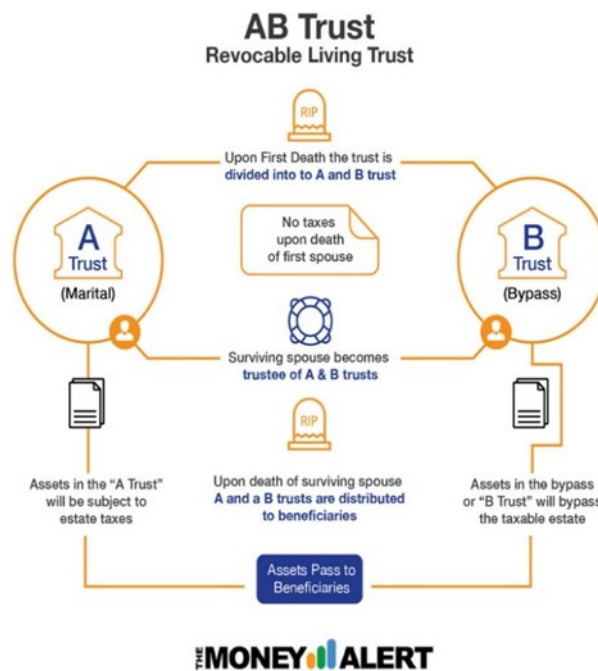 AB Trust
Revocable Living Trust
RIP
Upon First Death the trust is
divided into to A and B trust
A
Trust
(Marital)
No taxes
upon death
of first spouse
B
Trust
(Bypass)
Surviving spouse becomes
trustee of A & B trusts
RIP
Assets in the “A Trust”
will be subject to
estate taxes
Upon death of surviving spouse
A and a B trusts are distributed
to beneficiaries
Assets in the bypass
or “B Trust” will bypass
the taxable estate
Assets Pass to
Beneficiaries
THE MONEY ALERT